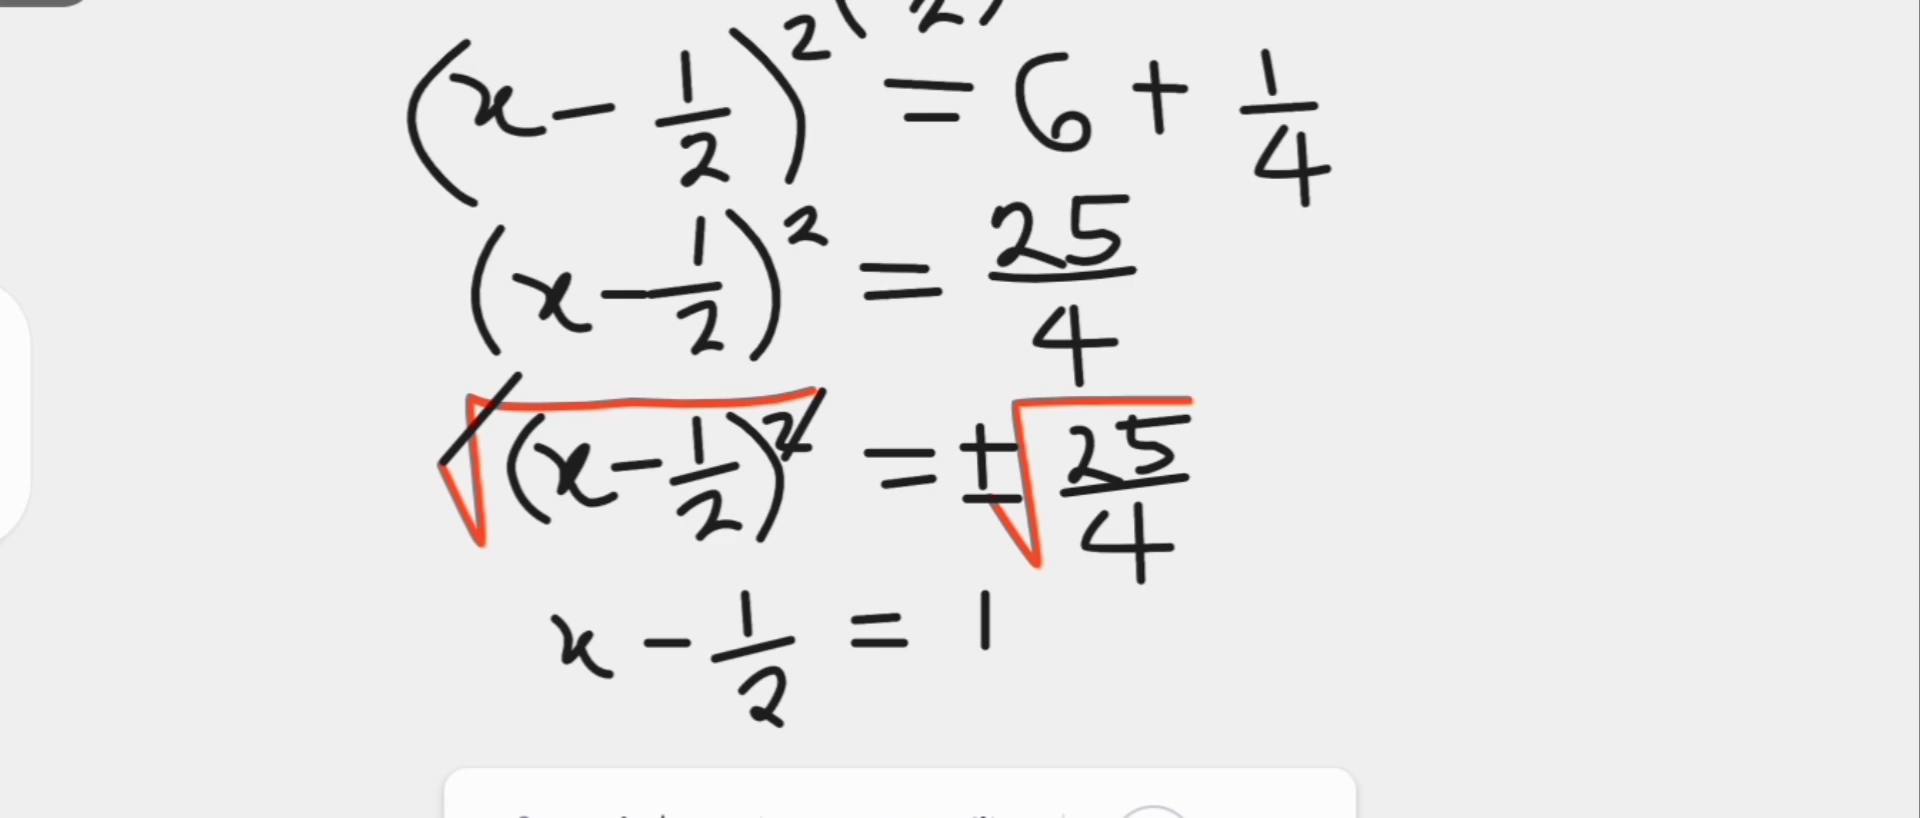 (x - 1/2)² = 6 + 1/4
(x - 1/2)² = 25/4
√(x - 1/2)² = ±√25/4
x - 1/2 = 1